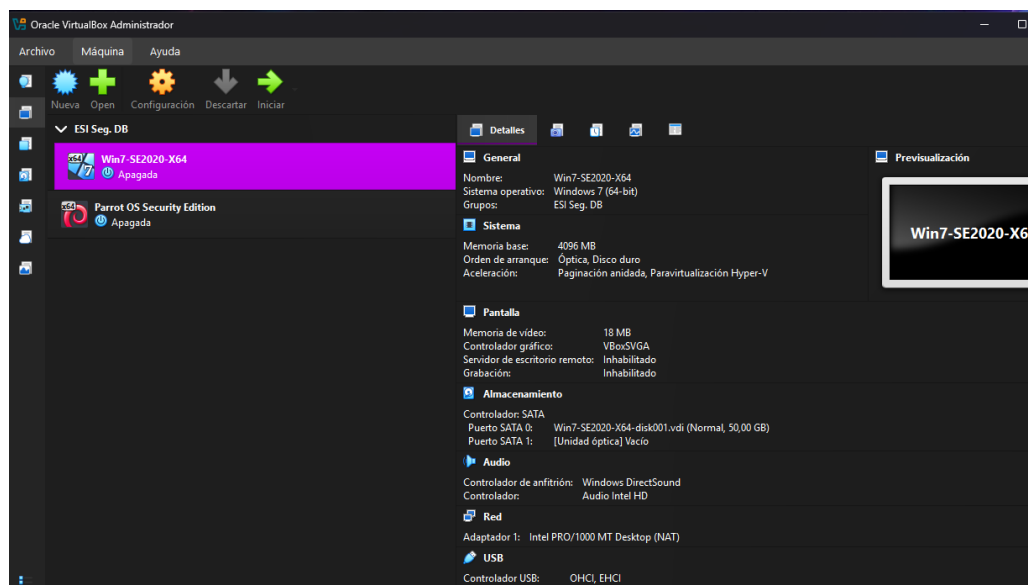 Oracle VirtualBox Administrador
Archivo Máquina Ayuda
Nueva Open Configuración Descartar Iniciar
ESI Seg. DB
x64 7 Win7-SE2020-X64
Apagada
x64 Parrot OS Security Edition
Apagada
Detalles
General
Nombre: Win7-SE2020-X64
Sistema operativo: Windows 7 (64-bit)
Grupos: ESI Seg. DB
Sistema
Memoria base: 4096 MB
Orden de arranque: Óptica, Disco duro
Aceleración: Paginación anidada, Paravirtualización Hyper-V
Previsualización
Win7-SE2020-X6
Pantalla
Memoria de vídeo: 18 MB
Controlador gráfico: VBoxSVGA
Servidor de escritorio remoto: Inhabilitado
Grabación: Inhabilitado
Almacenamiento
Controlador: SATA
Puerto SATA 0: Win7-SE2020-X64-disk001.vdi (Normal, 50,00 GB)
Puerto SATA 1: [Unidad óptica] Vacío
Audio
Controlador de anfitrión: Windows DirectSound
Controlador: Audio Intel HD
Red
Adaptador 1: Intel PRO/1000 MT Desktop (NAT)
USB
Controlador USB: OHCI, EHCI